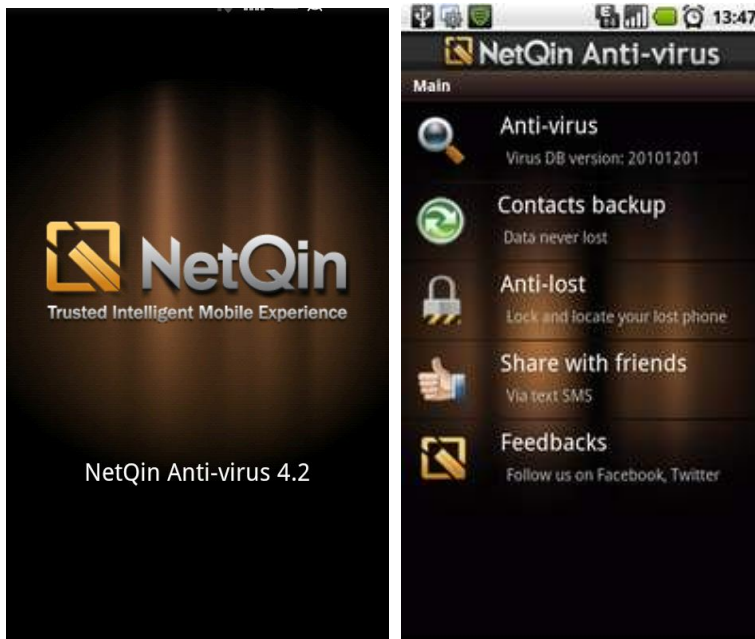 NetQin
Trusted Intelligent Mobile Experience
NetQin Anti-virus 4.2
13:47
NetQin Anti-virus
Main
Anti-virus
Virus DB version: 20101201
Contacts backup
Data never lost
Anti-lost
Lock and locate your lost phone
Share with friends
Via text SMS
Feedbacks
Follow us on Facebook, Twitter